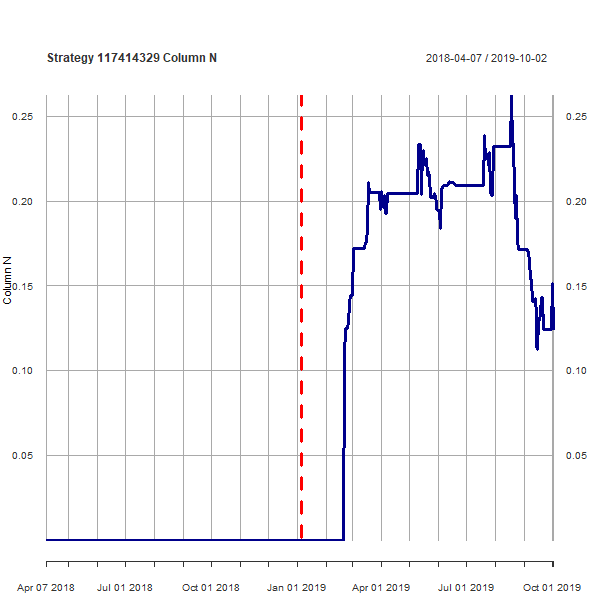 Strategy 117414329 Column N
2018-04-07 / 2019-10-02
0.25
0.25
0.20
0.20
0.15
0.15
0.10
0.10
0.05
0.05
Column N
Apr 07 2018
Jul 01 2018
Oct 01 2018
Jan 01 2019
Apr 01 2019
Jul 01 2019
Oct 01 2019